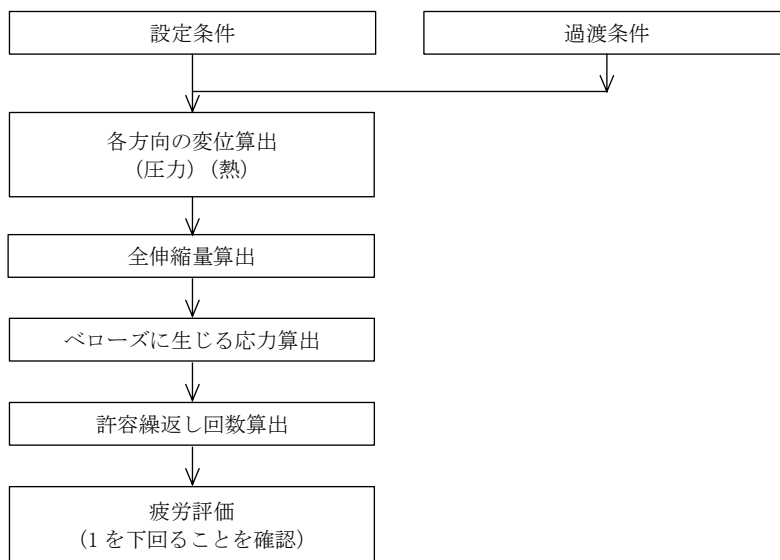 設定条件
過渡条件
各方向の変位算出
（圧力）（熱）
全伸縮量算出
ベローズに生じる応力算出
許容繰返し回数算出
疲労評価
（1 を下回ることを確認）